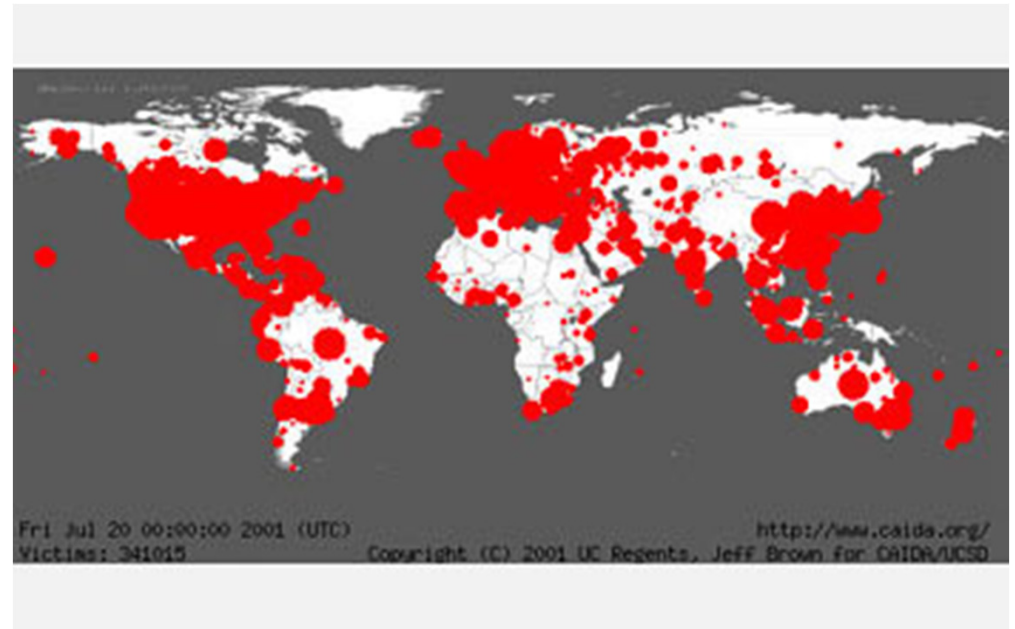 Fri Jul 20 00:00:00 2001 (UTC)
http://www.caida.org/
Victims: 341015
Copyright (C) 2001 UC Regents, Jeff Brown for CAIDA/UCSD